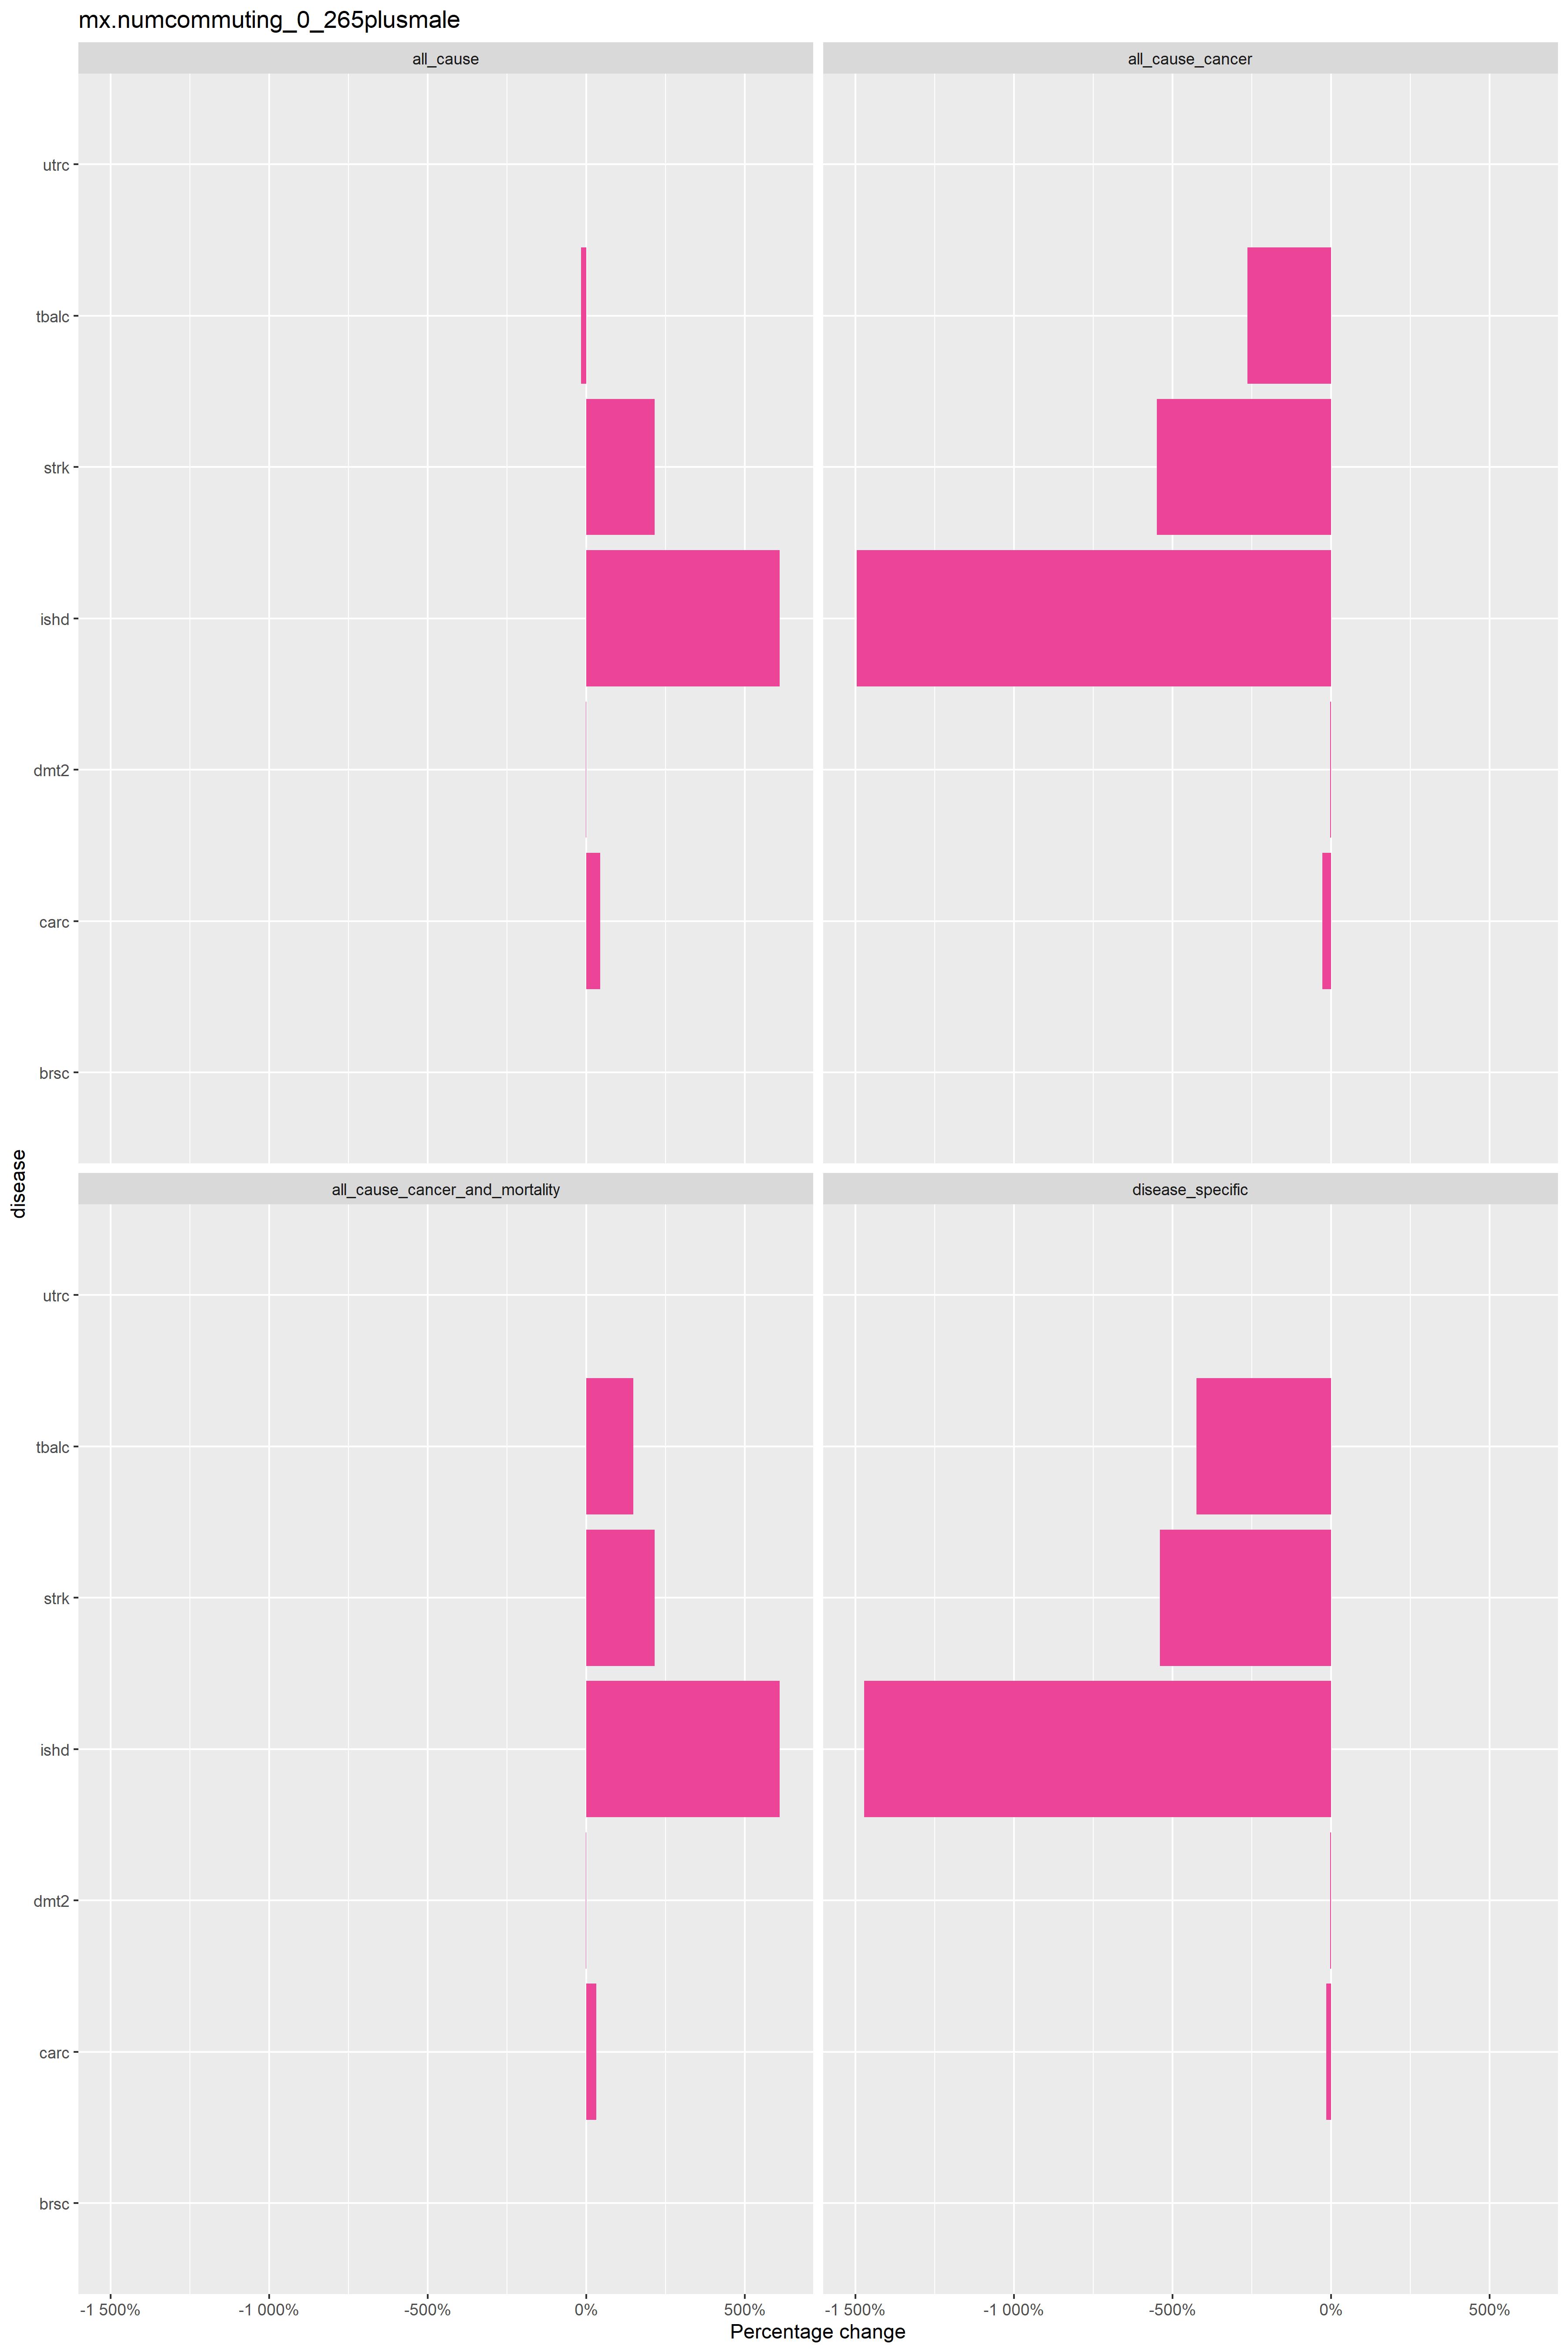 mx.numcommuting_0_265plusmale
all_cause
all_cause_cancer
utrc
tbalc
strk
ishd
dmt2
carc
brsc
disease
all_cause_cancer_and_mortality
disease_specific
utrc
tbalc
strk
ishd
dmt2
carc
brsc
-1 500%
-1 000%
-500%
0%
500%
-1 500%
-1 000%
-500%
0%
500%
Percentage change